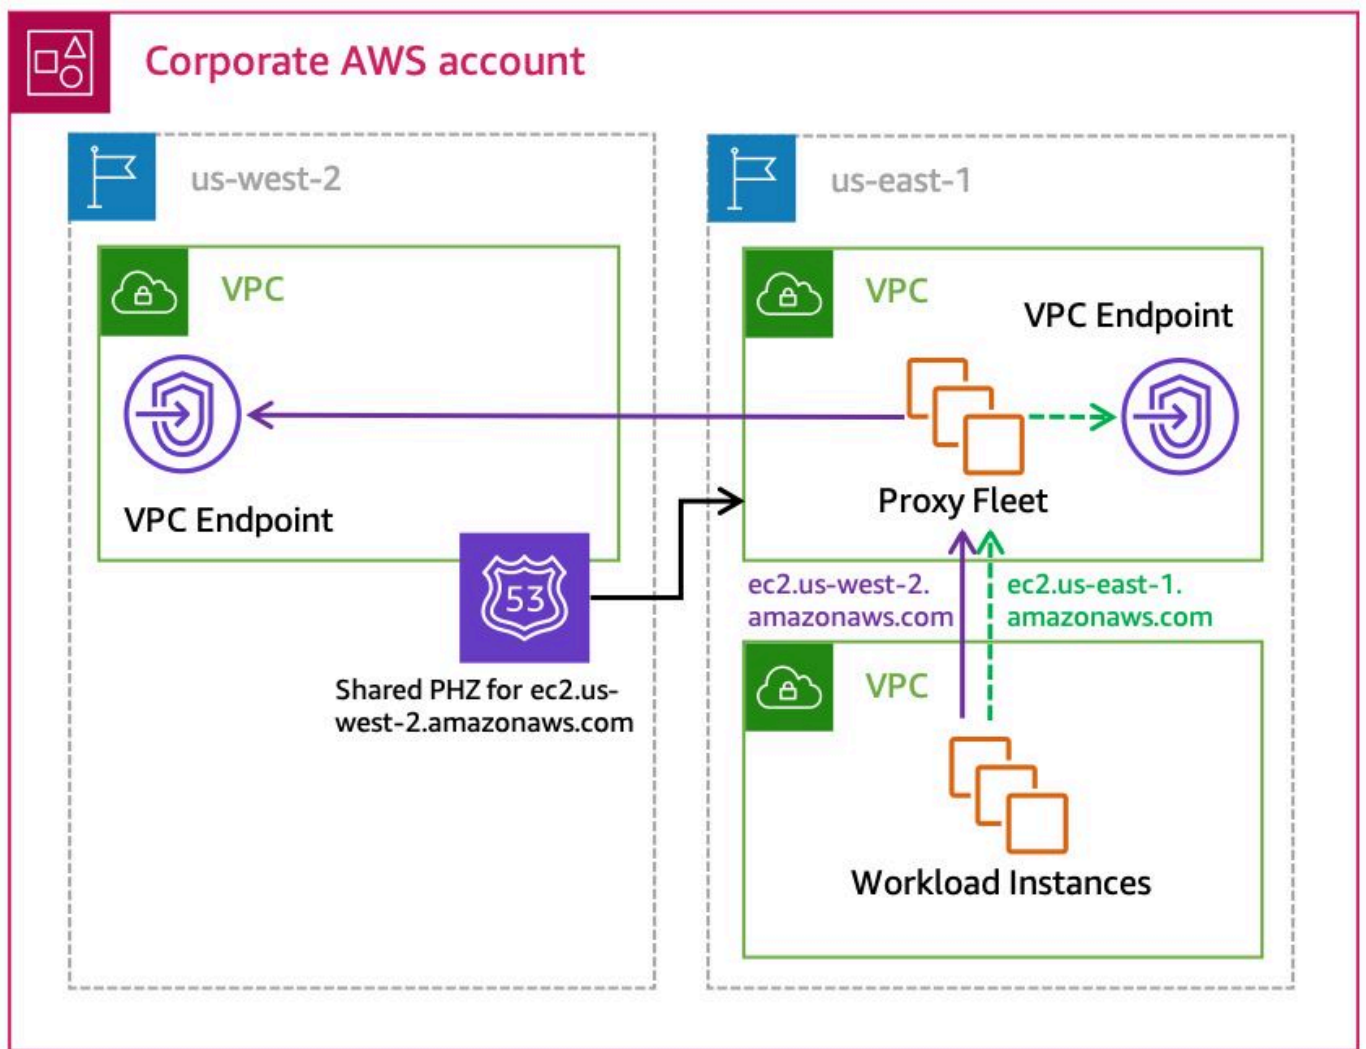 Corporate AWS account
us-west-2
us-east-1
VPC
VPC
VPC Endpoint
VPC Endpoint
Proxy Fleet
53
Shared PHZ for ec2.us-
west-2.amazonaws.com
ec2.us-west-2.
amazonaws.com
ec2.us-east-1.
amazonaws.com
VPC
Workload Instances